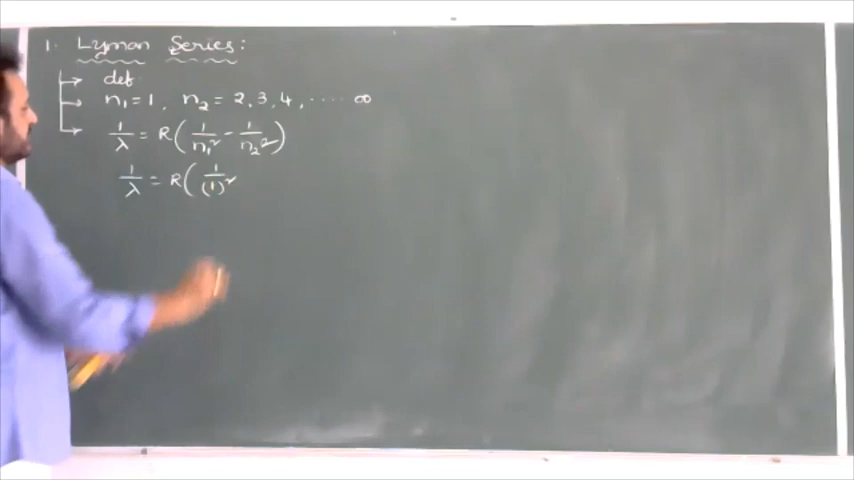 1. Lyman Series:
def
n₁ = 1, n₂ = 2, 3, 4, ····· ∞
1/λ = R(1/n₁² - 1/n₂²)
1/λ = R(1/(1)²